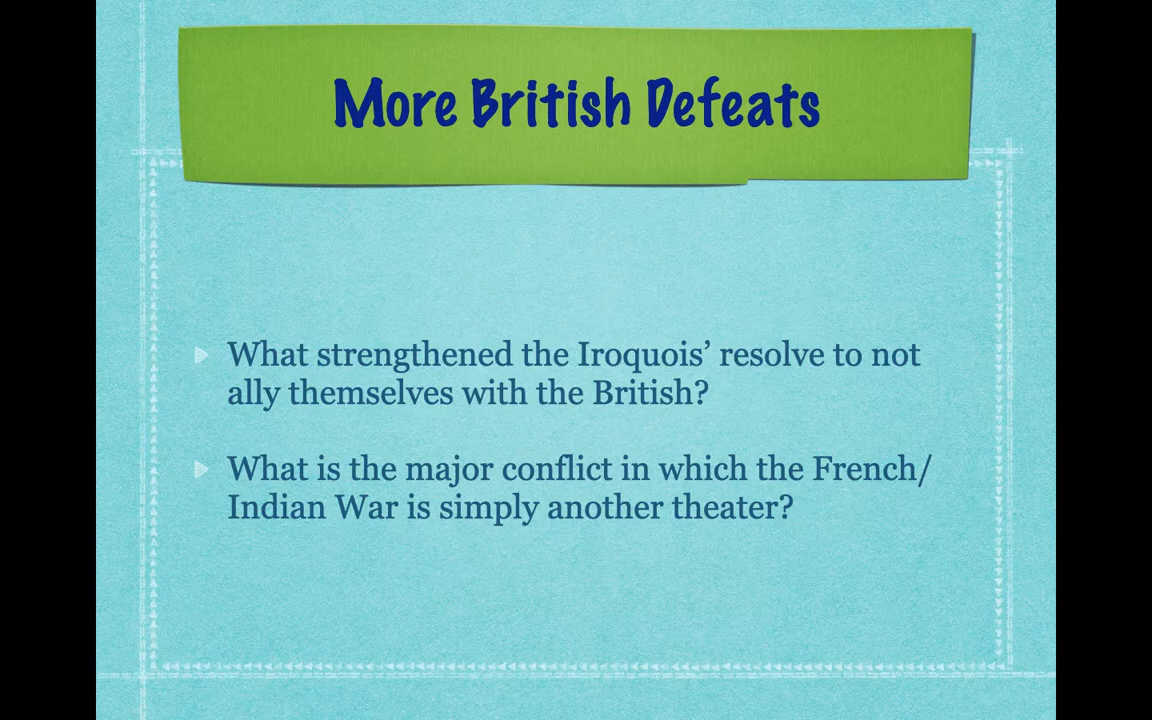 More British Defeats
What strengthened the Iroquois’ resolve to not
ally themselves with the British?
What is the major conflict in which the French/
Indian War is simply another theater?